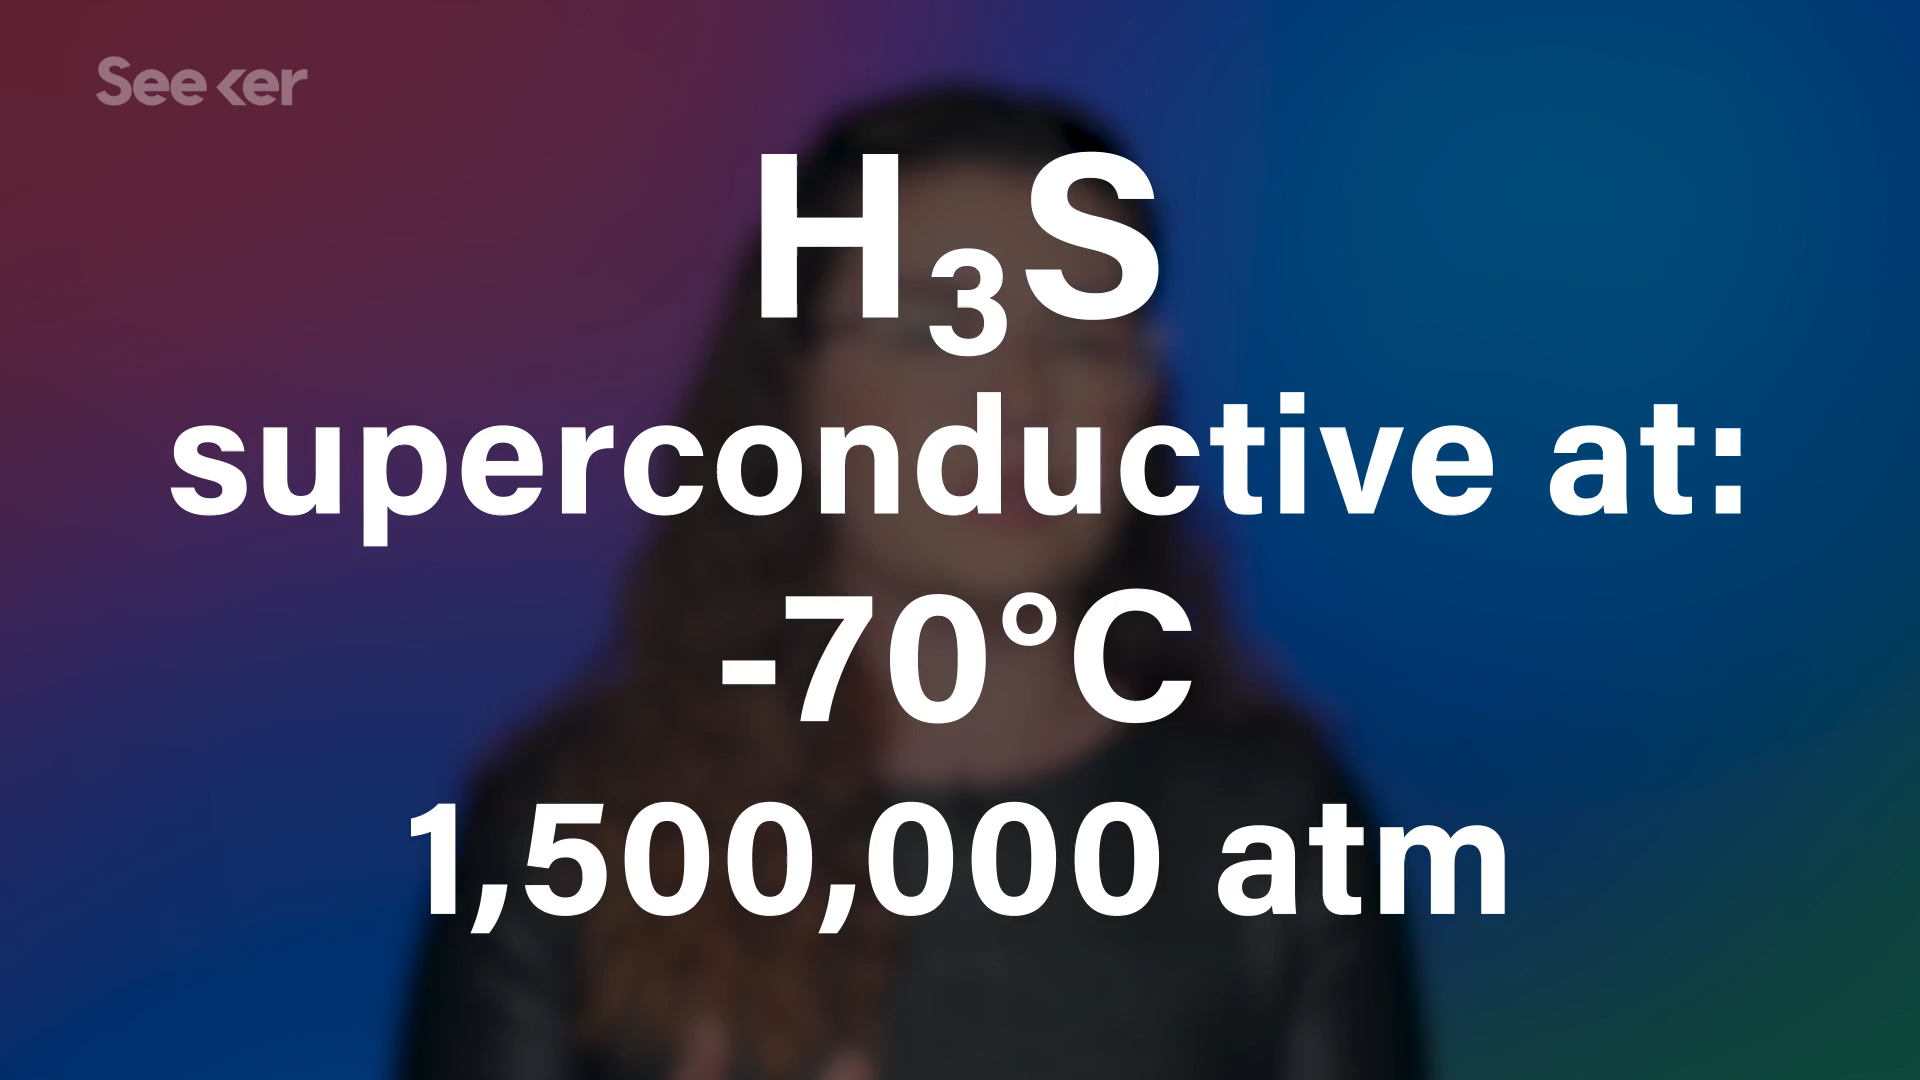 Seeker
H₃S
superconductive at:
-70°C
1,500,000 atm